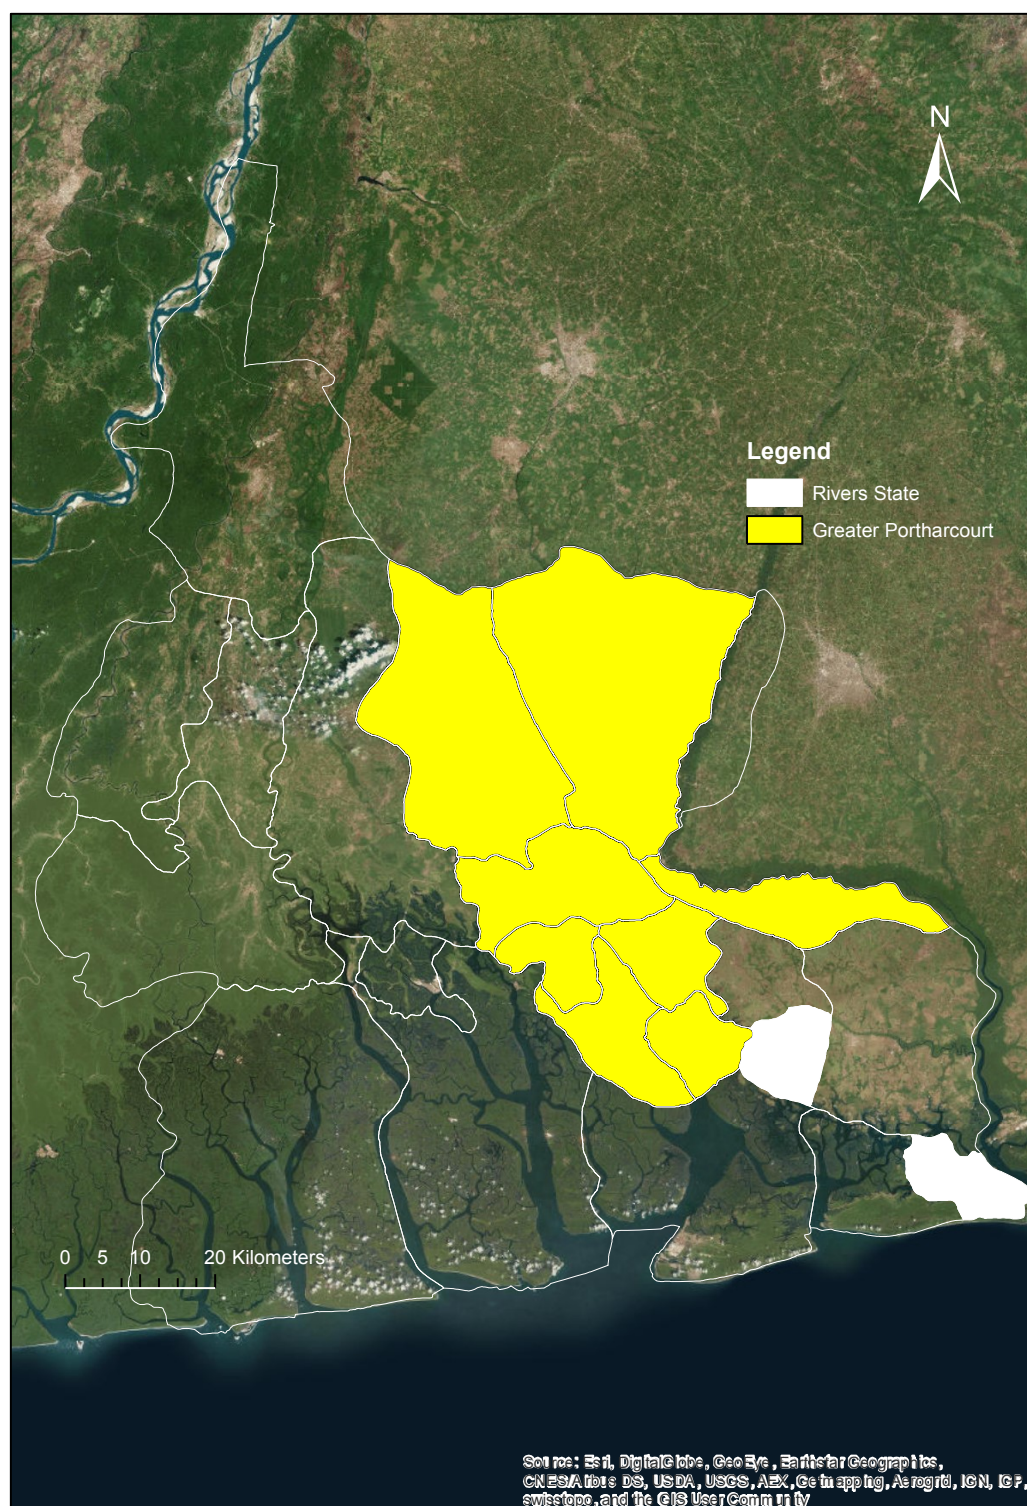 N
Legend
Rivers State
Greater Portharcourt
0 5 10 20 Kilometers
Source: Esri, DigitalGlobe, GeoEye, Earthstar Geographics,
CNES/Airbus DS, USDA, USGS, AEX, Getmapping, Aerogrid, IGN, IGP,
swisstopo, and the GIS User Community